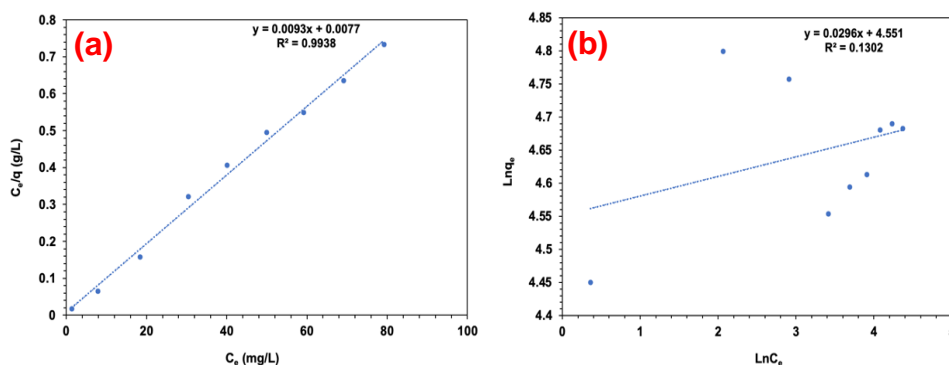 (a)
y = 0.0093x + 0.0077
R² = 0.9938
0.8
0.7
0.6
0.5
0.4
0.3
0.2
0.1
0
0 20 40 60 80 100
Cₑ/q (g/L)
Cₑ (mg/L)
(b)
y = 0.0296x + 4.551
R² = 0.1302
4.85
4.8
4.75
4.7
4.65
4.6
4.55
4.5
4.45
4.4
0 1 2 3 4
Lnqₑ
LnCₑ